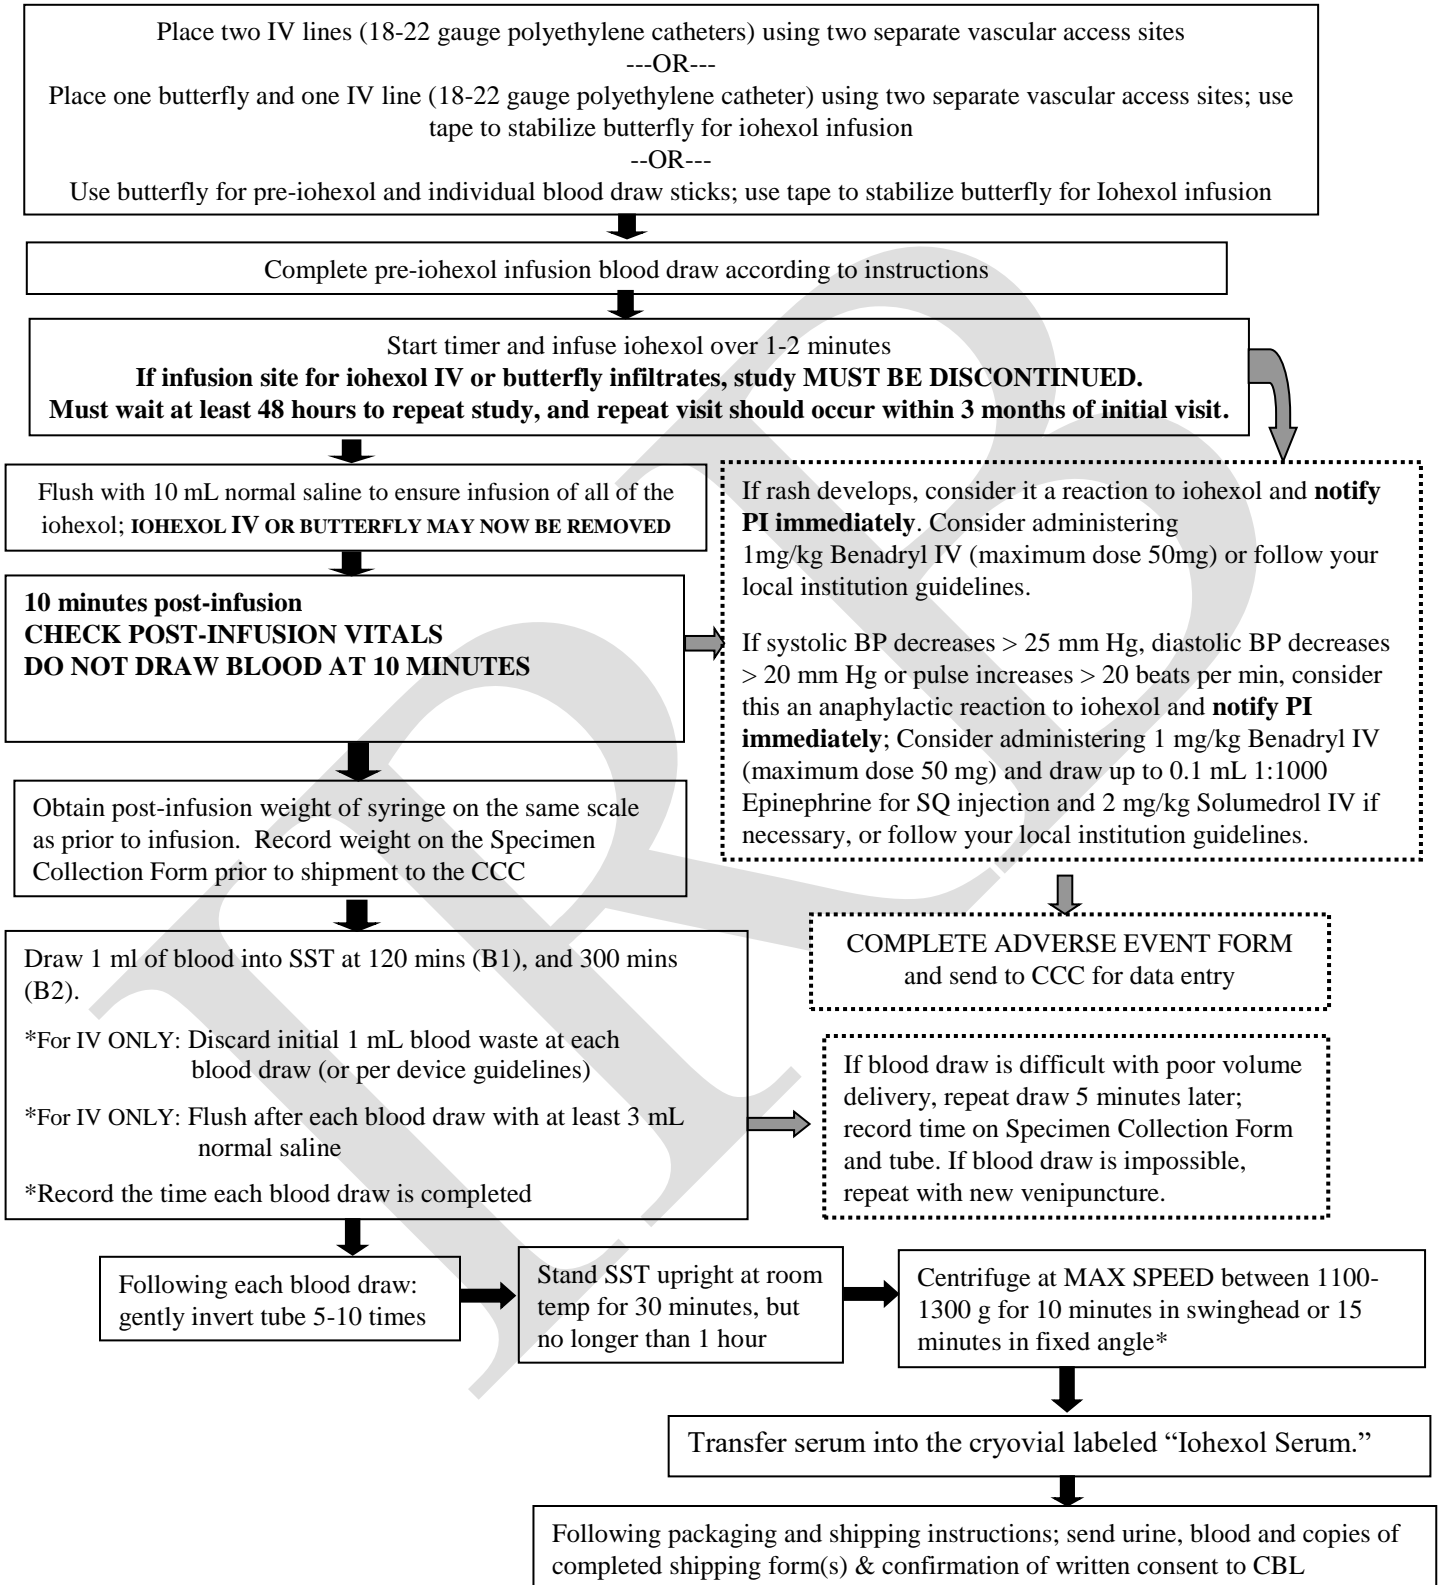 Place two IV lines (18-22 gauge polyethylene catheters) using two separate vascular access sites
---OR---
Place one butterfly and one IV line (18-22 gauge polyethylene catheter) using two separate vascular access sites; use
tape to stabilize butterfly for iohexol infusion
--OR---
Use butterfly for pre-iohexol and individual blood draw sticks; use tape to stabilize butterfly for Iohexol infusion
Complete pre-iohexol infusion blood draw according to instructions
Start timer and infuse iohexol over 1-2 minutes
If infusion site for iohexol IV or butterfly infiltrates, study MUST BE DISCONTINUED.
Must wait at least 48 hours to repeat study, and repeat visit should occur within 3 months of initial visit.
Flush with 10 mL normal saline to ensure infusion of all of the
iohexol; IOHEXOL IV OR BUTTERFLY MAY NOW BE REMOVED
If rash develops, consider it a reaction to iohexol and notify
PI immediately. Consider administering
1mg/kg Benadryl IV (maximum dose 50mg) or follow your
local institution guidelines.
If systolic BP decreases > 25 mm Hg, diastolic BP decreases
> 20 mm Hg or pulse increases > 20 beats per min, consider
this an anaphylactic reaction to iohexol and notify PI
immediately; Consider administering 1 mg/kg Benadryl IV
(maximum dose 50 mg) and draw up to 0.1 mL 1:1000
Epinephrine for SQ injection and 2 mg/kg Solumedrol IV if
necessary, or follow your local institution guidelines.
10 minutes post-infusion
CHECK POST-INFUSION VITALS
DO NOT DRAW BLOOD AT 10 MINUTES
Obtain post-infusion weight of syringe on the same scale
as prior to infusion. Record weight on the Specimen
Collection Form prior to shipment to the CCC
COMPLETE ADVERSE EVENT FORM
and send to CCC for data entry
Draw 1 ml of blood into SST at 120 mins (B1), and 300 mins
(B2).
*For IV ONLY: Discard initial 1 mL blood waste at each
blood draw (or per device guidelines)
*For IV ONLY: Flush after each blood draw with at least 3 mL
normal saline
*Record the time each blood draw is completed
If blood draw is difficult with poor volume
delivery, repeat draw 5 minutes later;
record time on Specimen Collection Form
and tube. If blood draw is impossible,
repeat with new venipuncture.
Following each blood draw:
gently invert tube 5-10 times
Stand SST upright at room
temp for 30 minutes, but
no longer than 1 hour
Centrifuge at MAX SPEED between 1100-
1300 g for 10 minutes in swinghead or 15
minutes in fixed angle*
Transfer serum into the cryovial labeled “Iohexol Serum.”
Following packaging and shipping instructions; send urine, blood and copies of
completed shipping form(s) & confirmation of written consent to CBL
IRB